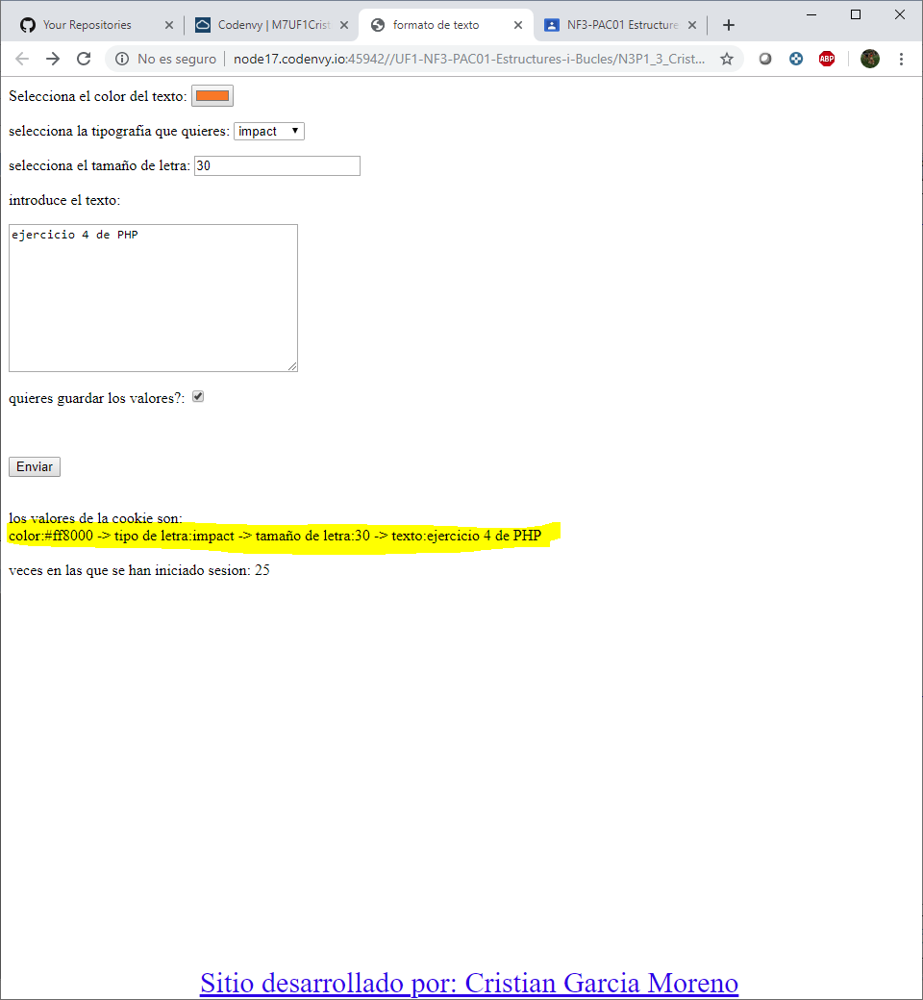 Your Repositories
Codenvy | M7UF1Crist
formato de texto
NF3-PAC01 Estructures
No es seguro
node17.codenvy.io:45942//UF1-NF3-PAC01-Estructures-i-Bucles/N3P1_3_Crist...
ABP
Selecciona el color del texto:
selecciona la tipografía que quieres: impact
selecciona el tamaño de letra: 30
introduce el texto:
ejercicio 4 de PHP
quieres guardar los valores?:
Enviar
los valores de la cookie son:
color:#ff8000 -> tipo de letra:impact -> tamaño de letra:30 -> texto:ejercicio 4 de PHP
veces en las que se han iniciado sesion: 25
Sitio desarrollado por: Cristian Garcia Moreno